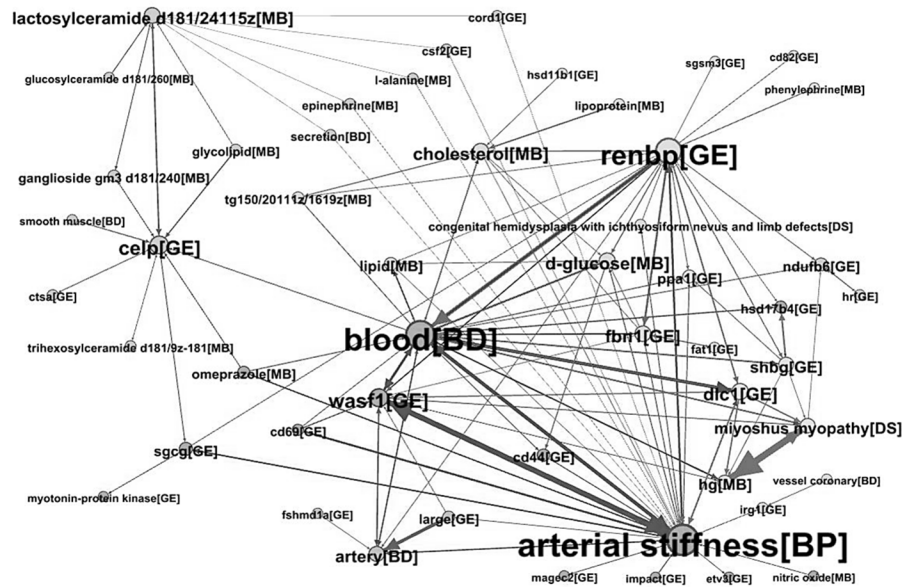 lactosylceramide d181/24115z[MB]
cord1[GE]
csf2[GE]
glucosylceramide d181/260[MB]
l-alanine[MB]
hsd11b1[GE]
sgsm3[GE]
cd82[GE]
phenylephrine[MB]
epinephrine[MB]
lipoprotein[MB]
secretion[BD]
glycolipid[MB]
cholesterol[MB]
renbp[GE]
ganglioside gm3 d181/240[MB]
tg150/20111z/1619z[MB]
smooth muscle[BD]
congenital hemidysplasia with ichthyosiform nevus and limb defects[DS]
celp[GE]
lipid[MB]
d-glucose[MB]
ppa1[GE]
ndufb6[GE]
ctsa[GE]
hsd17b4[GE]
hr[GE]
blood[BD]
fbrr1[GE]
trihexosylceramide d181/9z-181[MB]
fat1[GE]
shbg[GE]
omeprazole[MB]
wasf1[GE]
dlc1[GE]
cd69[GE]
miyoshus myopathy[DS]
sgcg[GE]
cd44[GE]
myotonin-protein kinase[GE]
hg[MB]
vessel coronary[BD]
fshmd1a[GE]
large[GE]
irg1[GE]
artery[BD]
arterial stiffness[BP]
magec2[GE]
impact[GE]
etv3[GE]
nitric oxide[MB]